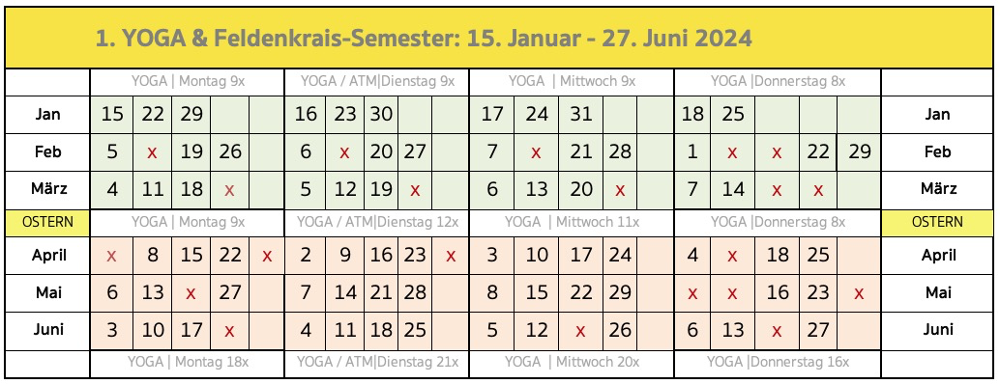 1. YOGA & Feldenkrais-Semester: 15. Januar - 27. Juni 2024
YOGA | Montag 9x YOGA / ATM|Dienstag 9x YOGA | Mittwoch 9x YOGA |Donnerstag 8x
Jan 15 22 29 16 23 30 17 24 31 18 25 Jan
Feb 5 x 19 26 6 x 20 27 7 x 21 28 1 x x 22 29 Feb
März 4 11 18 x 5 12 19 x 6 13 20 x 7 14 x x März
OSTERN YOGA | Montag 9x YOGA / ATM|Dienstag 12x YOGA | Mittwoch 11x YOGA |Donnerstag 8x OSTERN
April x 8 15 22 x 2 9 16 23 x 3 10 17 24 4 x 18 25 April
Mai 6 13 x 27 7 14 21 28 8 15 22 29 x x 16 23 x Mai
Juni 3 10 17 x 4 11 18 25 5 12 x 26 6 13 x 27 Juni
YOGA | Montag 18x YOGA / ATM|Dienstag 21x YOGA | Mittwoch 20x YOGA |Donnerstag 16x